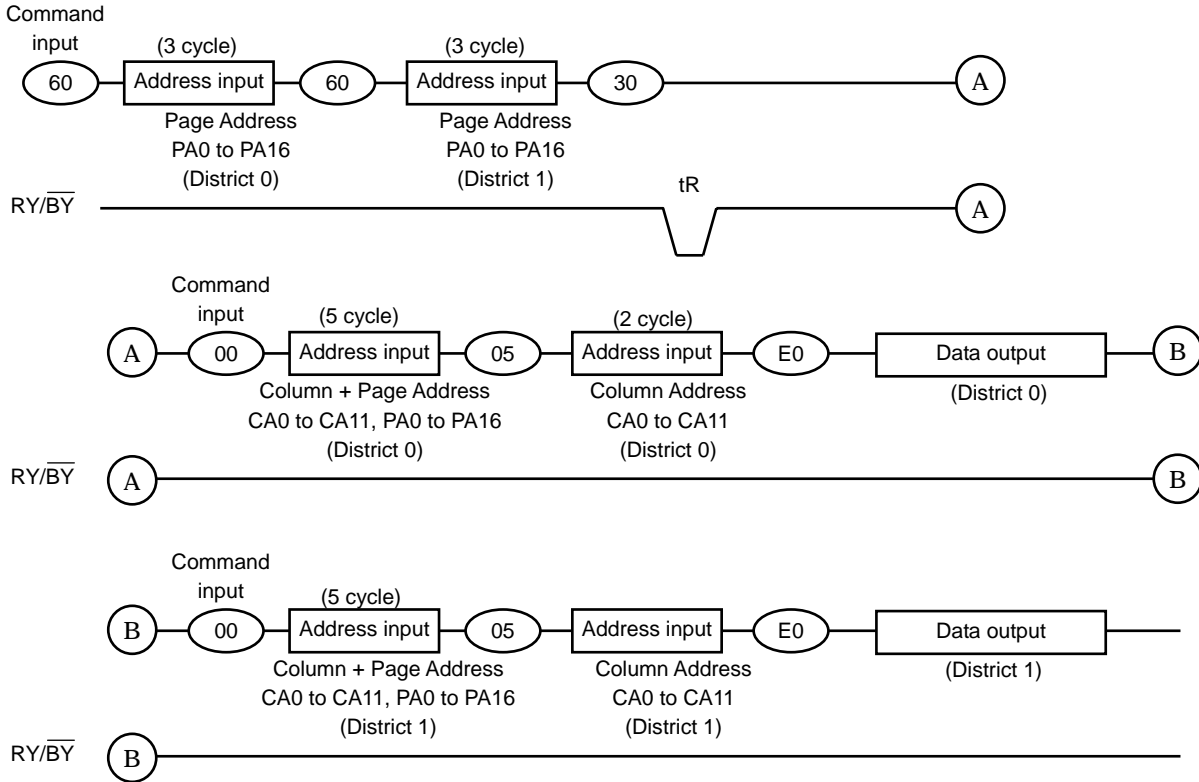 Command
input
(3 cycle) (3 cycle)
60 Address input 60 Address input 30 A
Page Address Page Address
PA0 to PA16 PA0 to PA16
(District 0) (District 1)
tR
RY/BY A
Command
input
(5 cycle) (2 cycle)
A 00 Address input 05 Address input E0 Data output B
Column + Page Address Column Address (District 0)
CA0 to CA11, PA0 to PA16 CA0 to CA11
(District 0) (District 0)
RY/BY A B
Command
input
(5 cycle)
B 00 Address input 05 Address input E0 Data output
Column + Page Address Column Address (District 1)
CA0 to CA11, PA0 to PA16 CA0 to CA11
(District 1) (District 1)
RY/BY B